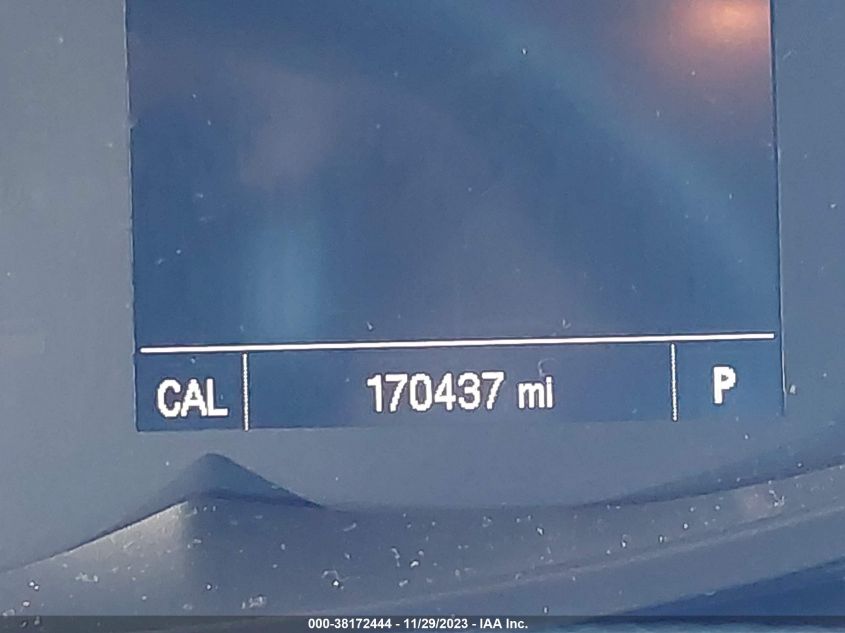 CAL 170437 mi P
000-38172444 - 11/29/2023 - IAA Inc.